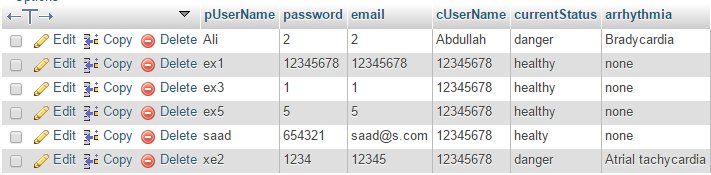 pUserName password email cUserName currentStatus arrhythmia
Edit Copy Delete Ali 2 2 Abdullah danger Bradycardia
Edit Copy Delete ex1 12345678 12345678 12345678 healthy none
Edit Copy Delete ex3 1 1 12345678 healthy none
Edit Copy Delete ex5 5 5 12345678 healthy none
Edit Copy Delete saad 654321 saad@s.com 12345678 healty none
Edit Copy Delete xe2 1234 12345 12345678 danger Atrial tachycardia